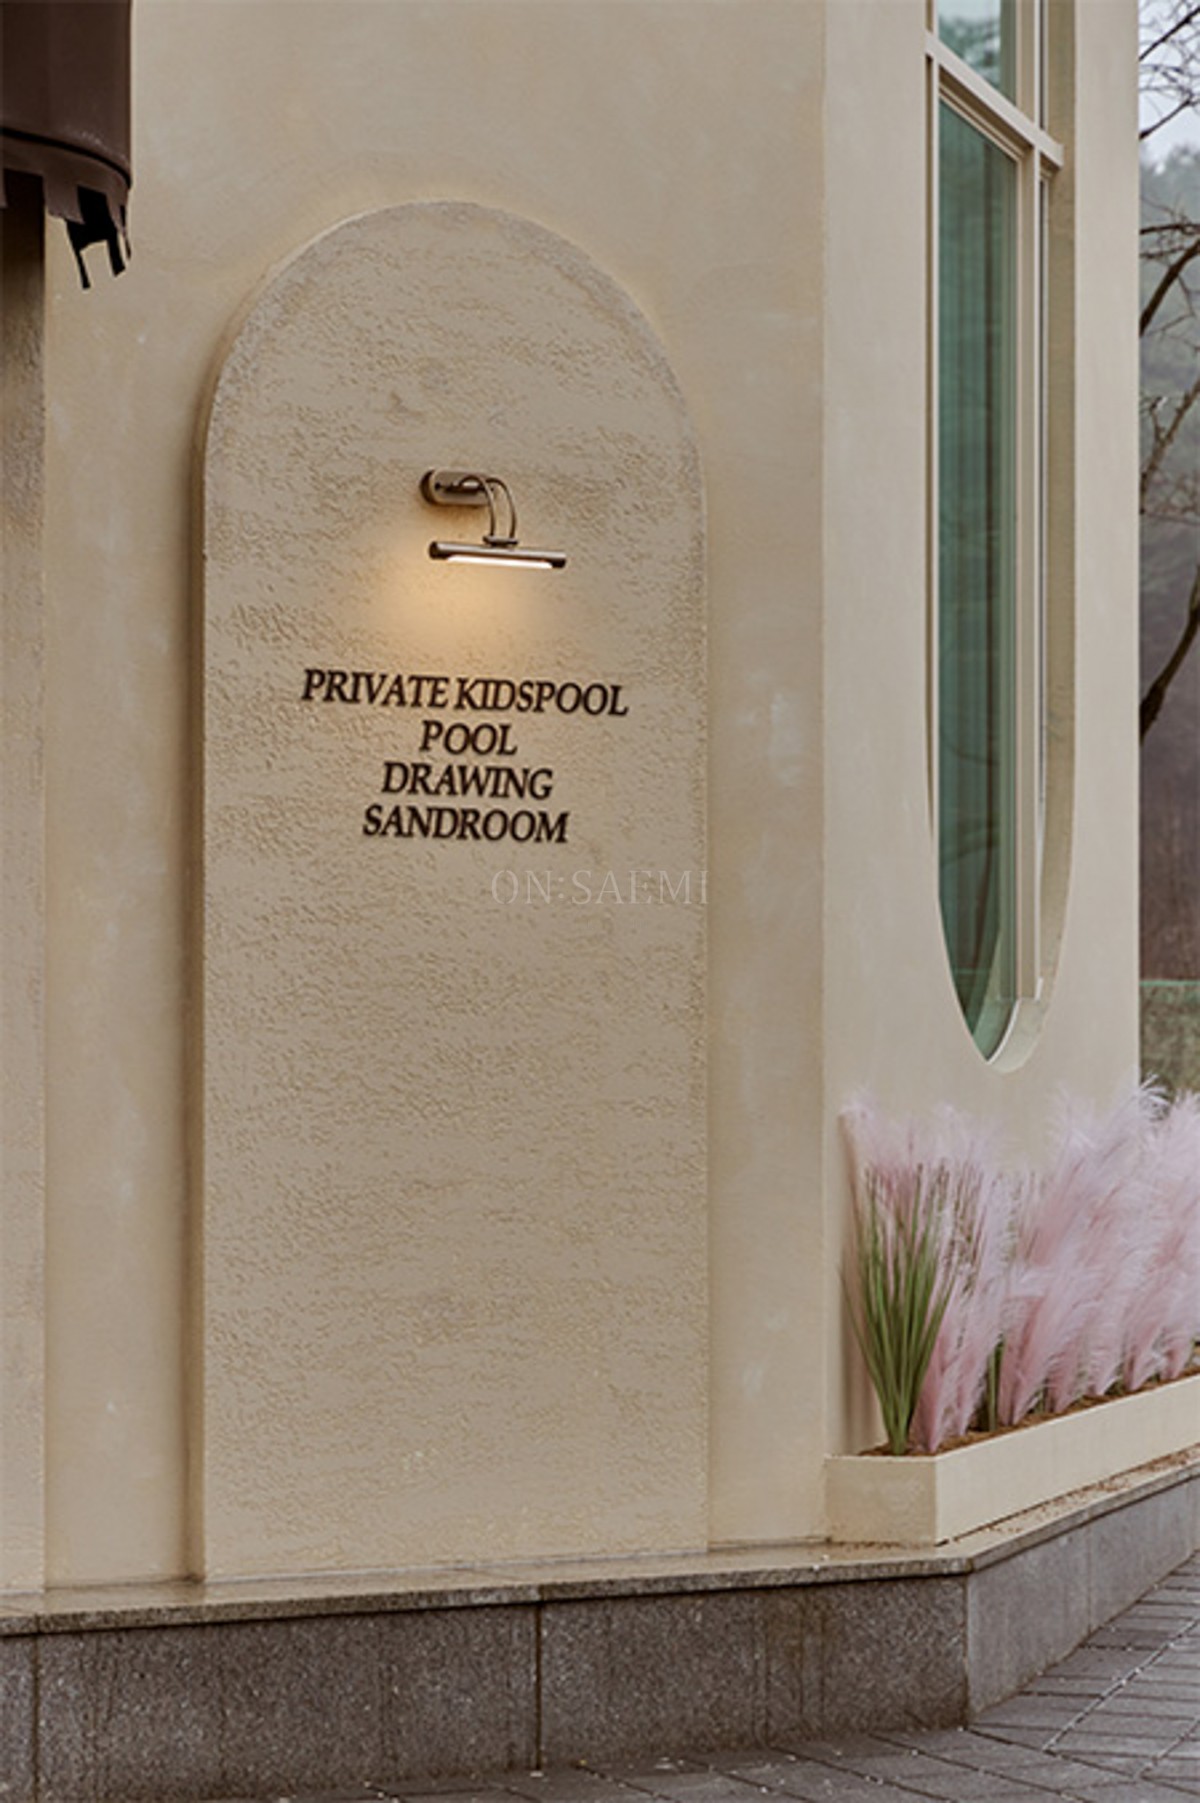 PRIVATE KIDSPOOL
POOL
DRAWING
SANDROOM
ON:SAEMI